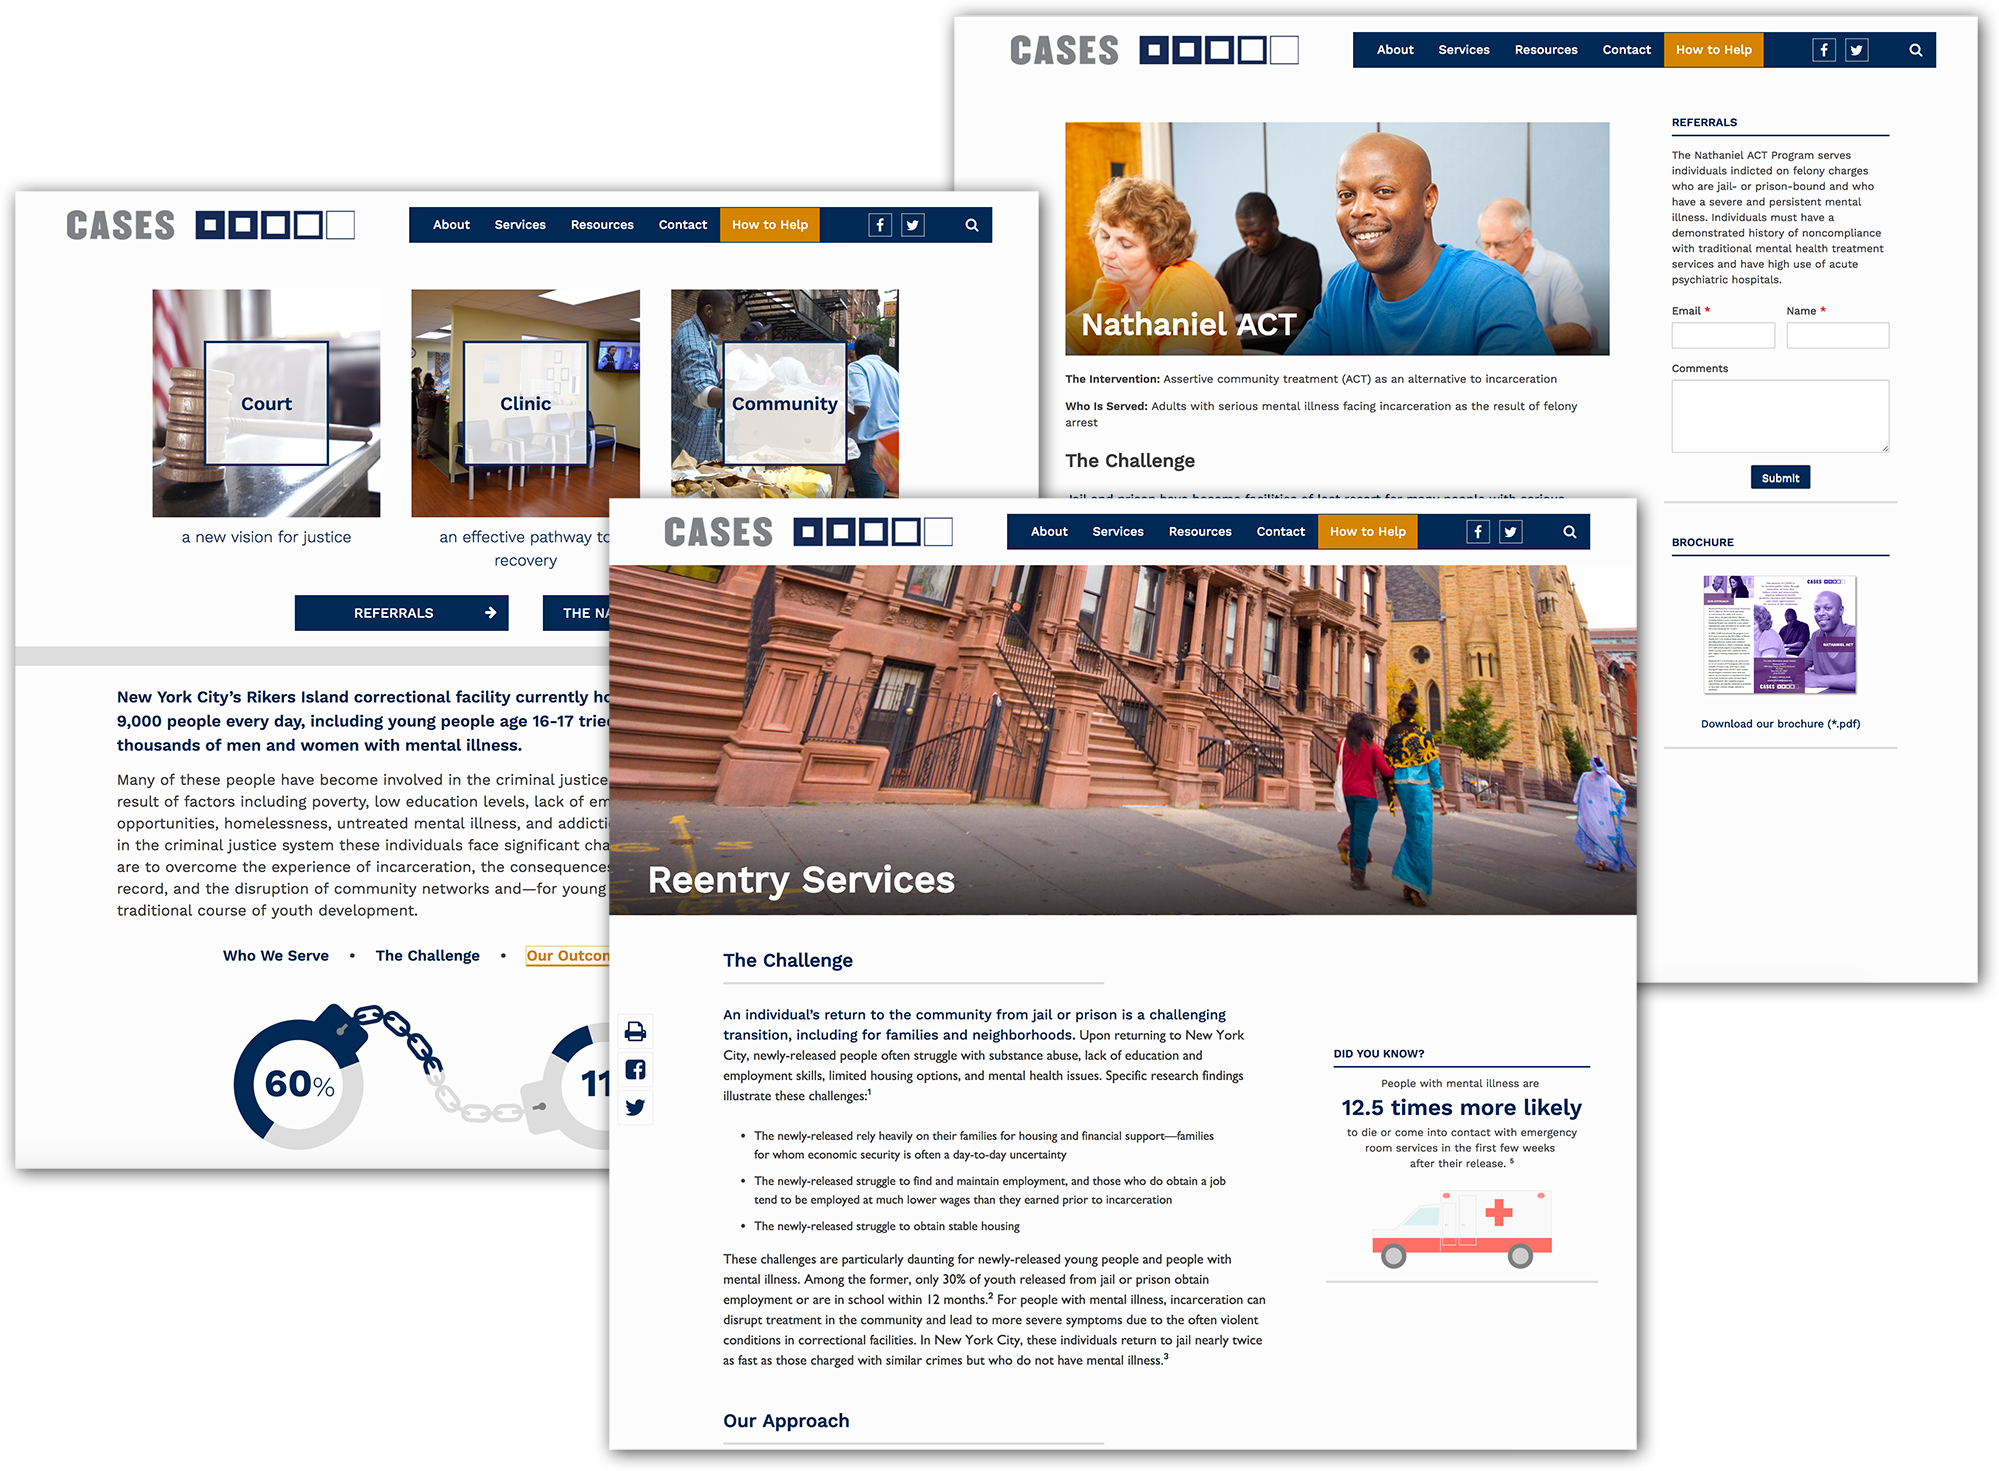 CASES
About Services Resources Contact How to Help
Court
a new vision for justice
Clinic
an effective pathway to
recovery
Community
REFERRALS
THE NA
New York City's Rikers Island correctional facility currently ho
9,000 people every day, including young people age 16-17 tried
thousands of men and women with mental illness.
Many of these people have become involved in the criminal justice
result of factors including poverty, low education levels, lack of em
opportunities, homelessness, untreated mental illness, and addicti
in the criminal justice system these individuals face significant cha
are to overcome the experience of incarceration, the consequences
record, and the disruption of community networks and—for young
traditional course of youth development.
Who We Serve • The Challenge • Our Outcom
60%
11
CASES
About Services Resources Contact How to Help
Nathaniel ACT
The Intervention: Assertive community treatment (ACT) as an alternative to incarceration
Who Is Served: Adults with serious mental illness facing incarceration as the result of felony
arrest
The Challenge
Jail and prison have become facilities of last resort for many people with serious
REFERRALS
The Nathaniel ACT Program serves
individuals indicted on felony charges
who are jail- or prison-bound and who
have a severe and persistent mental
illness. Individuals must have a
demonstrated history of noncompliance
with traditional mental health treatment
services and have high use of acute
psychiatric hospitals.
Email * Name *
Comments
Submit
BROCHURE
CASES
NATHANIEL ACT
CASES
Download our brochure (*.pdf)
CASES
About Services Resources Contact How to Help
Reentry Services
The Challenge
An individual's return to the community from jail or prison is a challenging
transition, including for families and neighborhoods. Upon returning to New York
City, newly-released people often struggle with substance abuse, lack of education and
employment skills, limited housing options, and mental health issues. Specific research findings
illustrate these challenges:1
• The newly-released rely heavily on their families for housing and financial support—families
for whom economic security is often a day-to-day uncertainty
• The newly-released struggle to find and maintain employment, and those who do obtain a job
tend to be employed at much lower wages than they earned prior to incarceration
• The newly-released struggle to obtain stable housing
These challenges are particularly daunting for newly-released young people and people with
mental illness. Among the former, only 30% of youth released from jail or prison obtain
employment or are in school within 12 months.2 For people with mental illness, incarceration can
disrupt treatment in the community and lead to more severe symptoms due to the often violent
conditions in correctional facilities. In New York City, these individuals return to jail nearly twice
as fast as those charged with similar crimes but who do not have mental illness.3
Our Approach
DID YOU KNOW?
People with mental illness are
12.5 times more likely
to die or come into contact with emergency
room services in the first few weeks
after their release. 5